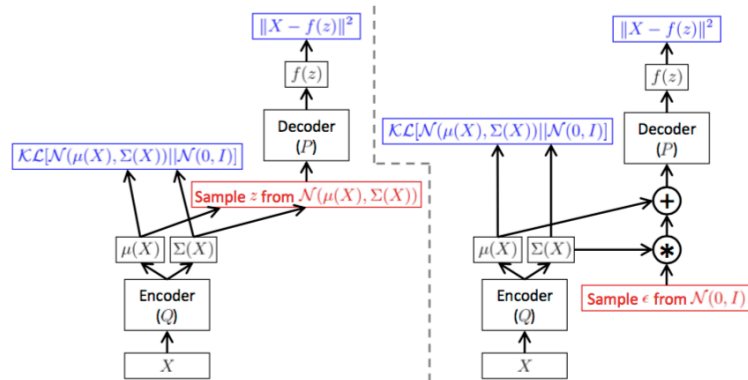 ‖X − f(z)‖²
f(z)
Decoder
(P)
𝒦ℒ[𝒩(μ(X), Σ(X))||𝒩(0, I)]
Sample z from 𝒩(μ(X), Σ(X))
μ(X)
Σ(X)
Encoder
(Q)
X
‖X − f(z)‖²
f(z)
Decoder
(P)
𝒦ℒ[𝒩(μ(X), Σ(X))||𝒩(0, I)]
+
μ(X)
Σ(X)
*
Encoder
(Q)
Sample ϵ from 𝒩(0, I)
X